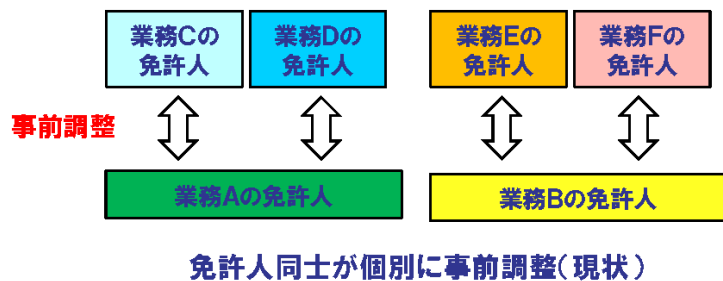 業務Cの
免許人
業務Dの
免許人
業務Eの
免許人
業務Fの
免許人
事前調整
業務Aの免許人
業務Bの免許人
免許人同士が個別に事前調整(現状)